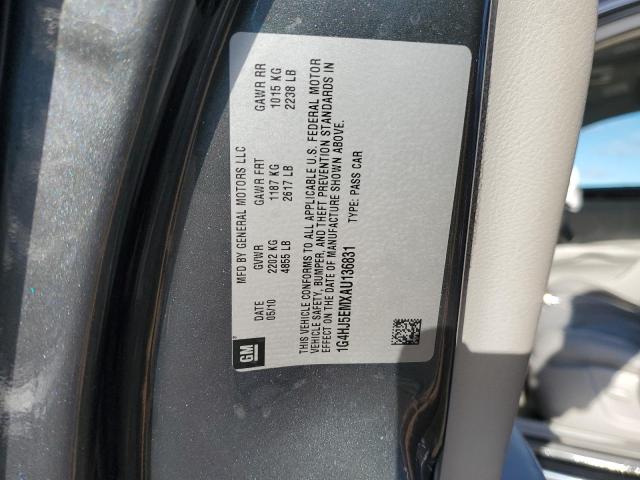 GM
MFD BY GENERAL MOTORS LLC
DATE GVWR GAWR FRT GAWR RR
05/10 2202 KG 1187 KG 1015 KG
4855 LB 2617 LB 2238 LB
THIS VEHICLE CONFORMS TO ALL APPLICABLE U.S. FEDERAL MOTOR
VEHICLE SAFETY, BUMPER, AND THEFT PREVENTION STANDARDS IN
EFFECT ON THE DATE OF MANUFACTURE SHOWN ABOVE.
1G4HJ5EMXAU136831 TYPE: PASS CAR